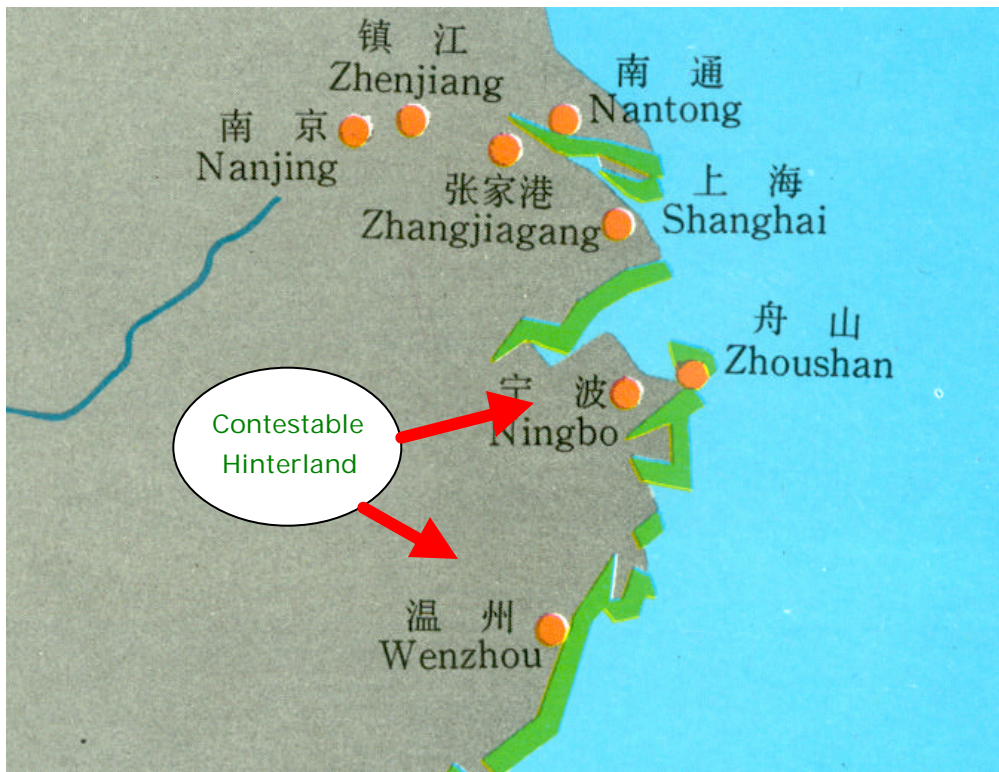 镇 江
Zhenjiang
南 通
Nantong
南 京
Nanjing
张家港
Zhangjiagang
上 海
Shanghai
舟 山
Zhoushan
宁 波
Ningbo
Contestable
Hinterland
温 州
Wenzhou